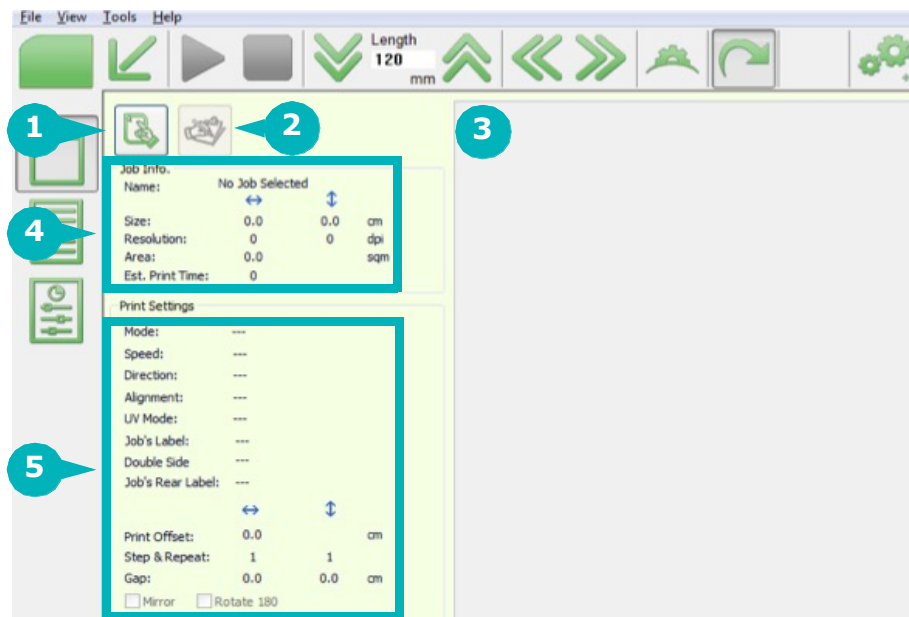 File View Tools Help
Length
120
mm
1
2
3
Job Info.
Name: No Job Selected
4
Size: 0.0 0.0 cm
Resolution: 0 0 dpi
Area: 0.0 sqm
Est. Print Time: 0
Print Settings
Mode: ---
Speed: ---
Direction: ---
Alignment: ---
UV Mode: ---
Job's Label: ---
Double Side ---
5
Job's Rear Label: ---
Print Offset: 0.0 cm
Step & Repeat: 1 1
Gap: 0.0 0.0 cm
Mirror Rotate 180